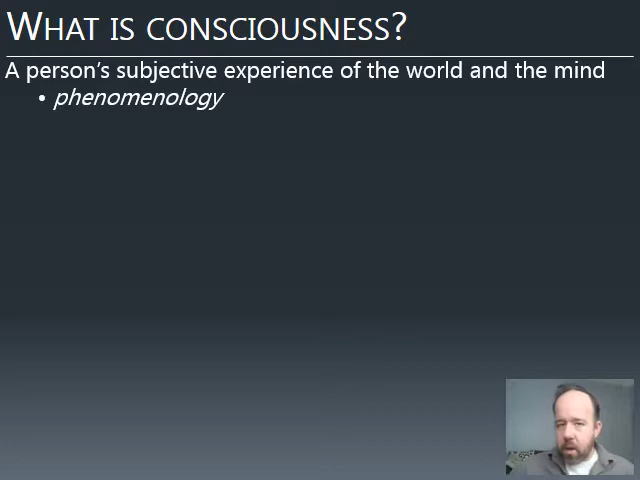 WHAT IS CONSCIOUSNESS?
A person's subjective experience of the world and the mind
• phenomenology